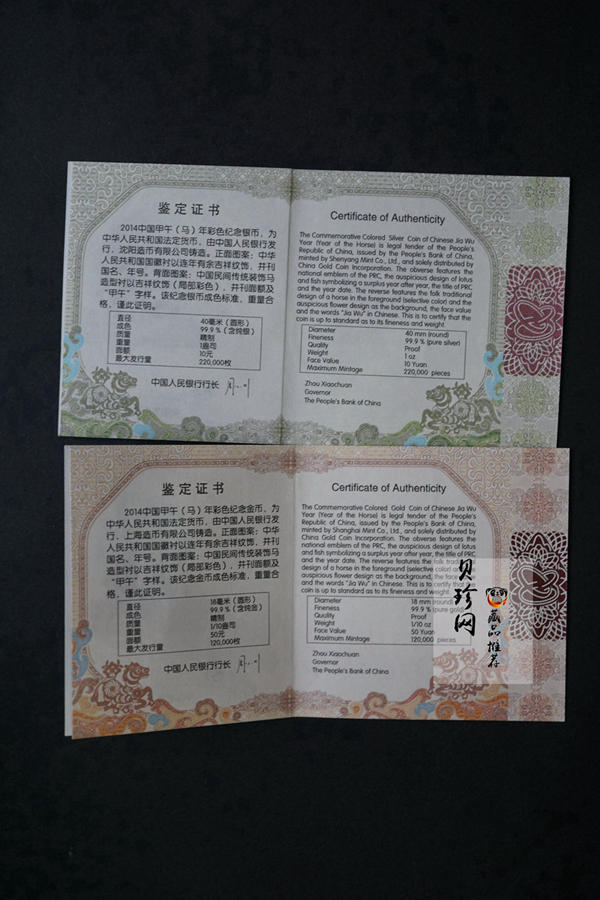 鉴定证书
2014中国甲午（马）年彩色纪念银币，为
中华人民共和国法定货币，由中国人民银行发
行，沈阳造币有限公司铸造。正面图案：中华
人民共和国国徽衬以连年有余吉祥纹饰，并刊
国名、年号。背面图案：中国民间传统装饰马
造型衬以吉祥纹饰（局部彩色），并刊面额及
“甲午”字样。该纪念银币成色标准，重量合
格，谨此证明。
直径 40毫米（圆形）
成色 99.9％（含纯银）
质量 精制
重量 1盎司
面额 10元
最大发行量 220,000枚
中国人民银行行长
Certificate of Authenticity
The Commemorative Colored Silver Coin of Chinese Jia Wu
Year (Year of the Horse) is legal tender of the People's
Republic of China, issued by the People's Bank of China,
minted by Shenyang Mint Co., Ltd., and solely distributed by
China Gold Coin Incorporation. The obverse features the
national emblem of the PRC, the auspicious design of lotus
and fish symbolizing a surplus year after year, the title of PRC
and the year date. The reverse features the folk traditional
design of a horse in the foreground (selective color) and the
auspicious flower design as the background, the face value
and the words "Jia Wu" in Chinese. This is to certify that the
coin is up to standard as to its fineness and weight.
Diameter 40 mm (round)
Fineness 99.9 % (pure silver)
Quality Proof
Weight 1 oz
Face Value 10 Yuan
Maximum Mintage 220,000 pieces
Zhou Xiaochuan
Governor
The People's Bank of China
鉴定证书
2014中国甲午（马）年彩色纪念金币，为
中华人民共和国法定货币，由中国人民银行发
行，上海造币有限公司铸造。正面图案：中华
人民共和国国徽衬以连年有余吉祥纹饰，并刊
国名、年号。背面图案：中国民间传统装饰马
造型衬以吉祥纹饰（局部彩色），并刊面额及
“甲午”字样。该纪念金币成色标准，重量合
格，谨此证明。
直径 18毫米（圆形）
成色 99.9％（含纯金）
质量 精制
重量 1/10盎司
面额 50元
最大发行量 120,000枚
中国人民银行行长
Certificate of Authenticity
The Commemorative Colored Gold Coin of Chinese Jia Wu
Year (Year of the Horse) is legal tender of the People's
Republic of China, issued by the People's Bank of China,
minted by Shanghai Mint Co., Ltd., and solely distributed by
China Gold Coin Incorporation. The obverse features the
national emblem of the PRC, the auspicious design of lotus
and fish symbolizing a surplus year after year, the title of PRC
and the year date. The reverse features the folk traditional
design of a horse in the foreground (selective color) and the
auspicious flower design as the background, the face value
and the words "Jia Wu" in Chinese. This is to certify that the
coin is up to standard as to its fineness and weight.
Diameter 18 mm (round)
Fineness 99.9 % (pure gold)
Quality Proof
Weight 1/10 oz
Face Value 50 Yuan
Maximum Mintage 120,000 pieces
Zhou Xiaochuan
Governor
The People's Bank of China
贝珍网
藏品推荐